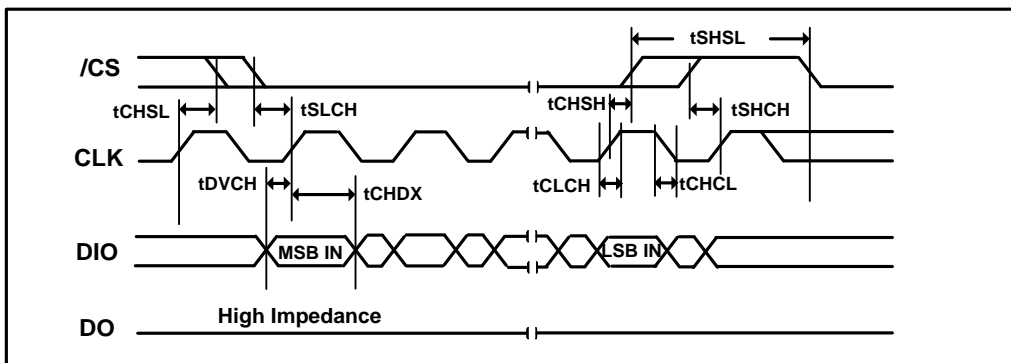 tSHSL
/CS
tCHSL
tSLCH
tCHSH
tSHCH
CLK
tDVCH
tCHDX
tCLCH
tCHCL
DIO
MSB IN
LSB IN
High Impedance
DO